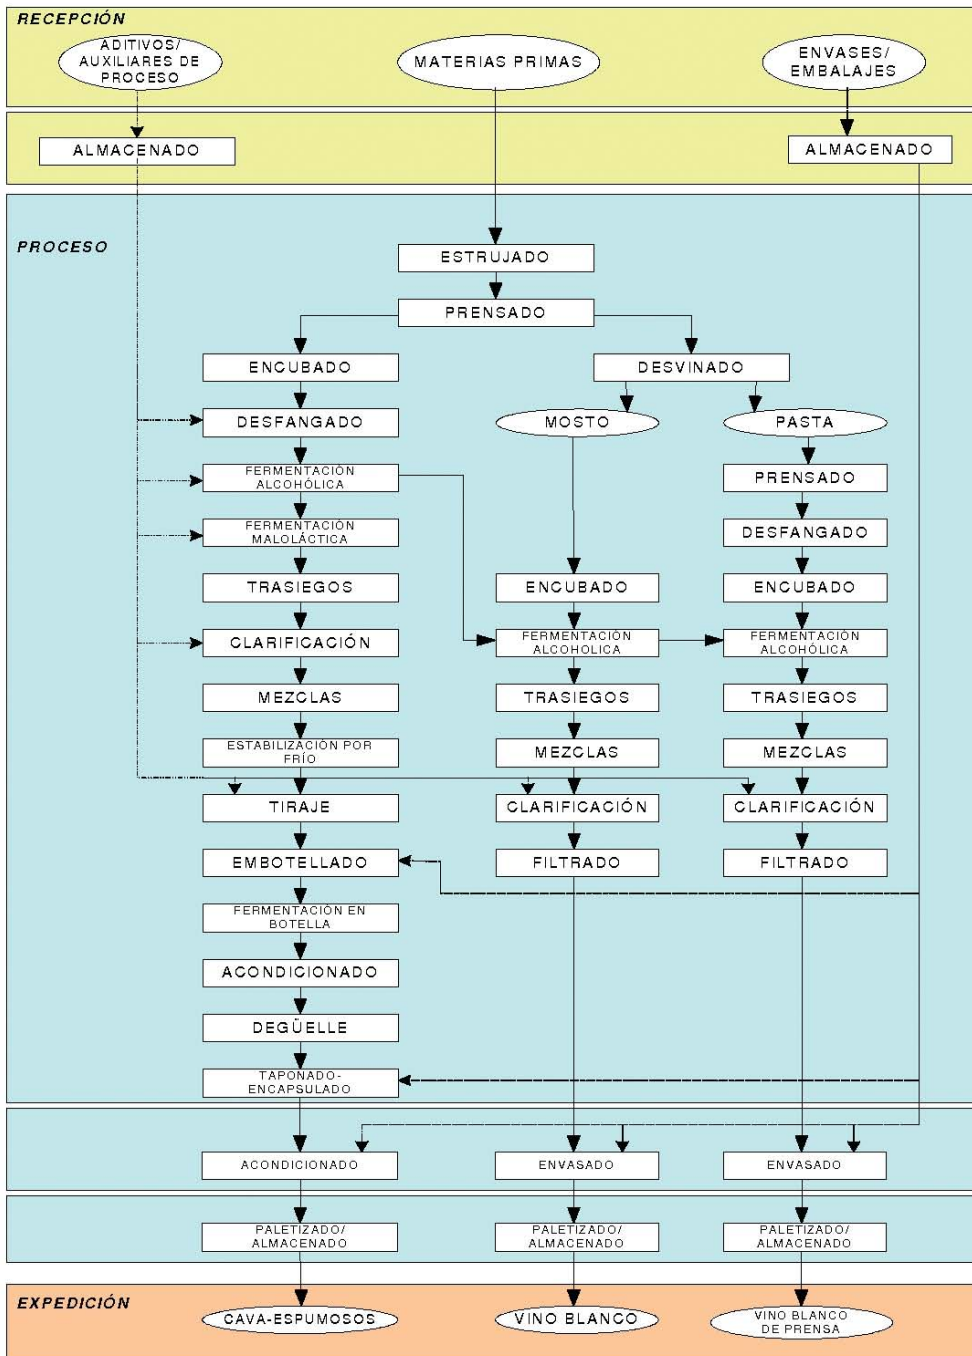 RECEPCIÓN
ADITIVOS/
AUXILIARES DE
PROCESO
MATERIAS PRIMAS
ENVASES/
EMBALAJES
ALMACENADO
ALMACENADO
PROCESO
ESTRUJADO
PRENSADO
ENCUBADO
DESVINADO
DESFANGADO
MOSTO
PASTA
FERMENTACIÓN
ALCOHÓLICA
PRENSADO
FERMENTACIÓN
MALOLÁCTICA
DESFANGADO
TRASIEGOS
ENCUBADO
ENCUBADO
CLARIFICACIÓN
FERMENTACIÓN
ALCOHOLICA
FERMENTACIÓN
ALCOHÓLICA
MEZCLAS
TRASIEGOS
TRASIEGOS
ESTABILIZACIÓN POR
FRÍO
MEZCLAS
MEZCLAS
TIRAJE
CLARIFICACIÓN
CLARIFICACIÓN
EMBOTELLADO
FILTRADO
FILTRADO
FERMENTACIÓN EN
BOTELLA
ACONDICIONADO
DEGÜELLE
TAPONADO-
ENCAPSULADO
ACONDICIONADO
ENVASADO
ENVASADO
PALETIZADO/
ALMACENADO
PALETIZADO/
ALMACENADO
PALETIZADO/
ALMACENADO
EXPEDICIÓN
CAVA-ESPUMOSOS
VINO BLANCO
VINO BLANCO
DE PRENSA